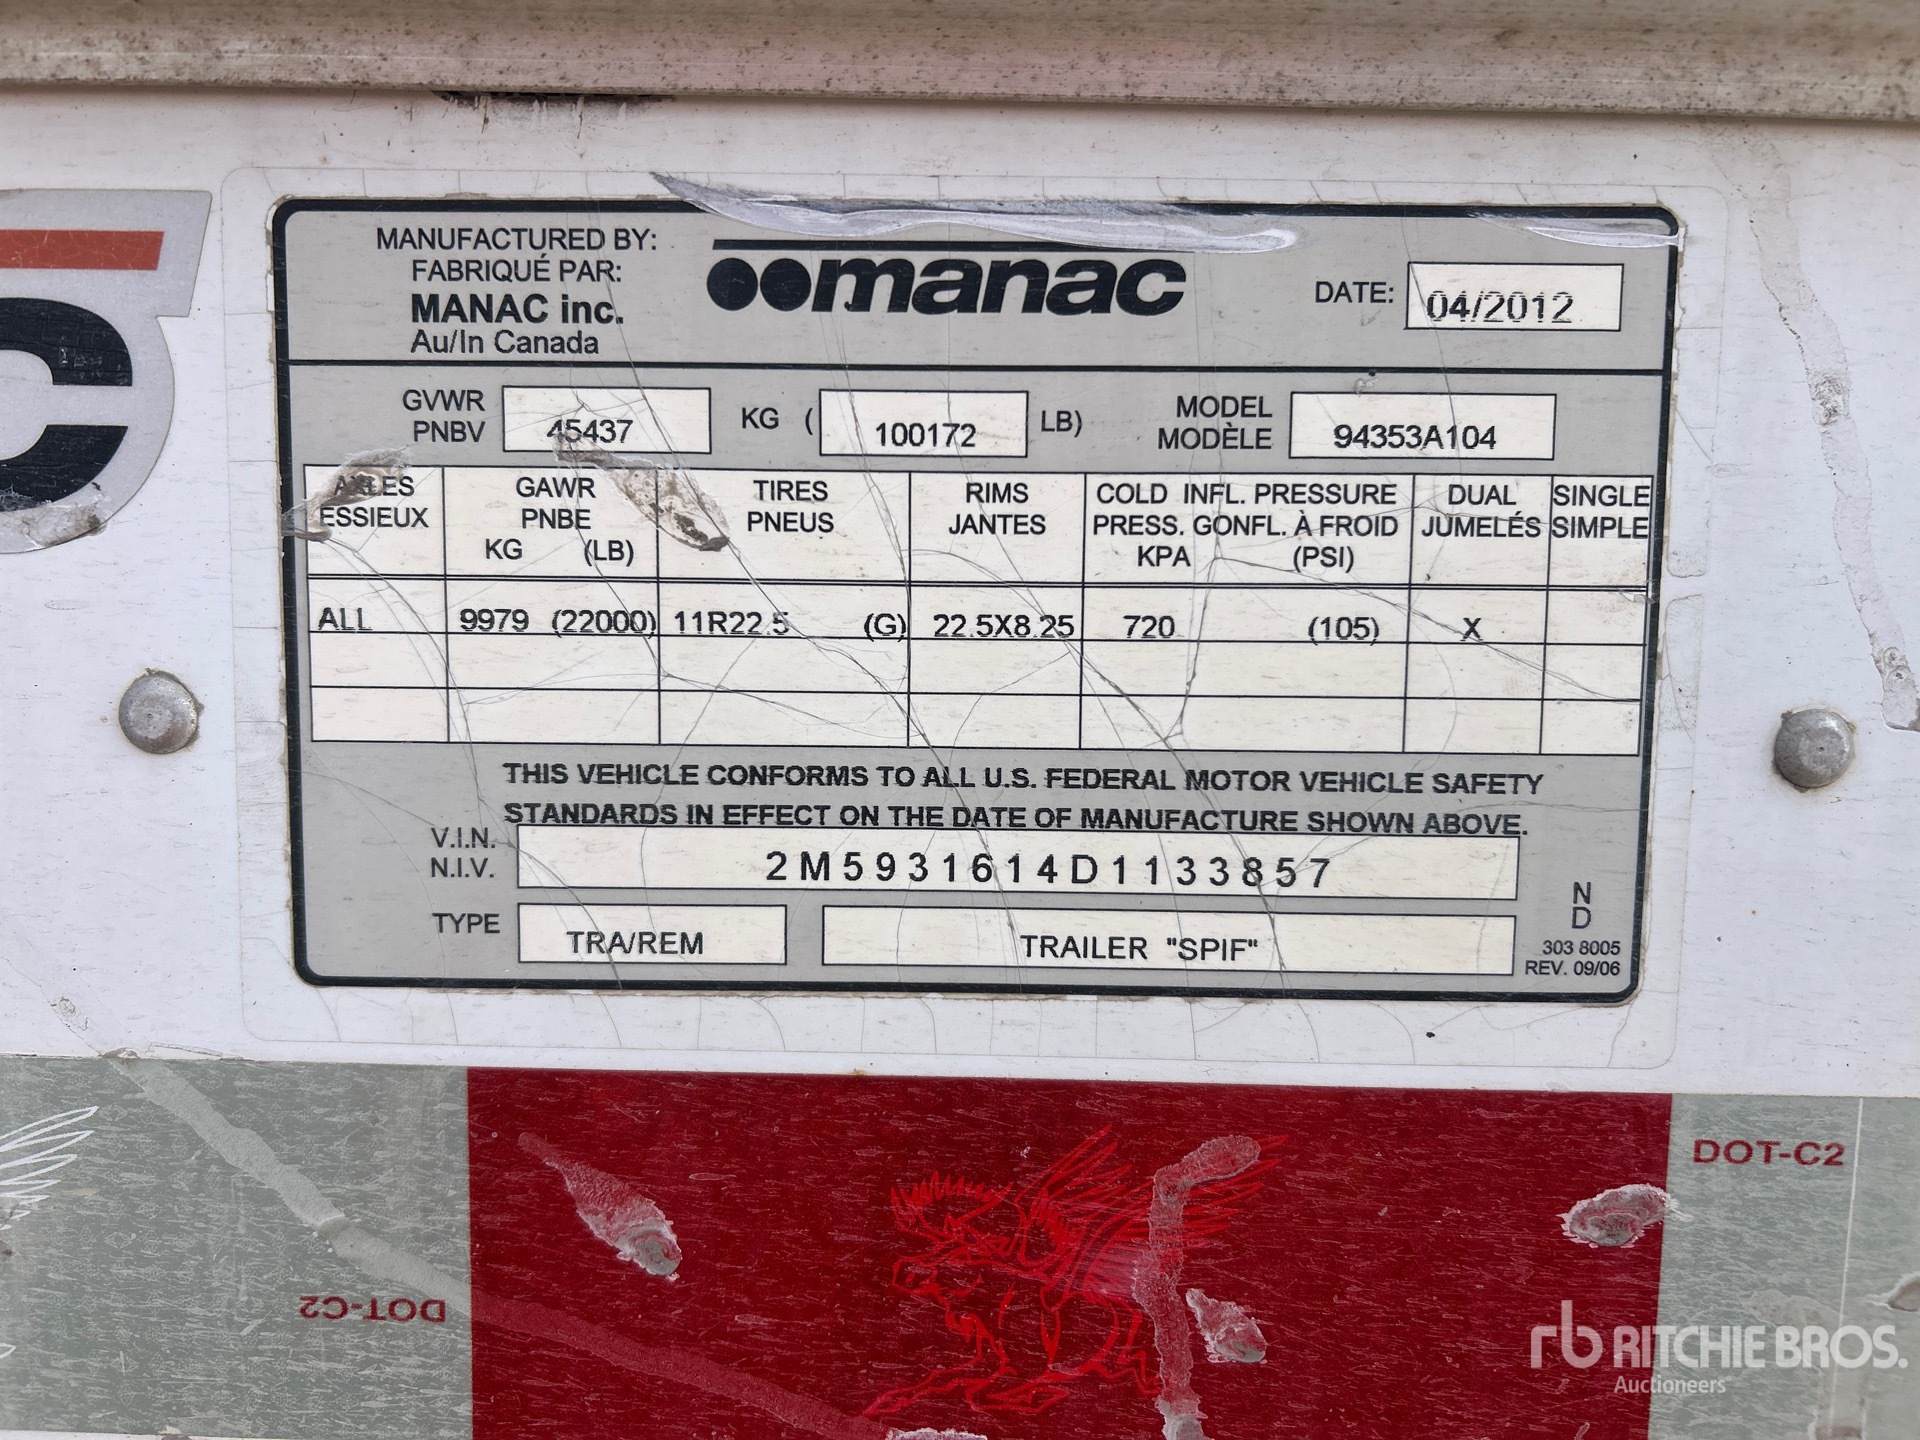 MANUFACTURED BY:
FABRIQUÉ PAR:
MANAC inc.
Au/In Canada
manac
DATE: 04/2012
GVWR
PNBV
45437 KG ( 100172 LB)
MODEL
MODÈLE
94353A104
AXLES
ESSIEUX
GAWR
PNBE
KG (LB)
TIRES
PNEUS
RIMS
JANTES
COLD INFL. PRESSURE
PRESS. GONFL. À FROID
KPA (PSI)
DUAL
JUMELÉS
SINGLE
SIMPLE
ALL 9979 (22000) 11R22.5 (G) 22.5X8.25 720 (105) X
THIS VEHICLE CONFORMS TO ALL U.S. FEDERAL MOTOR VEHICLE SAFETY
STANDARDS IN EFFECT ON THE DATE OF MANUFACTURE SHOWN ABOVE.
V.I.N.
N.I.V.
2M5931614D1133857
TYPE TRA/REM TRAILER "SPIF"
N
D
303 8005
REV. 09/06
C
DOT-C2
DOT-C2
rb RITCHIE BROS.
Auctioneers